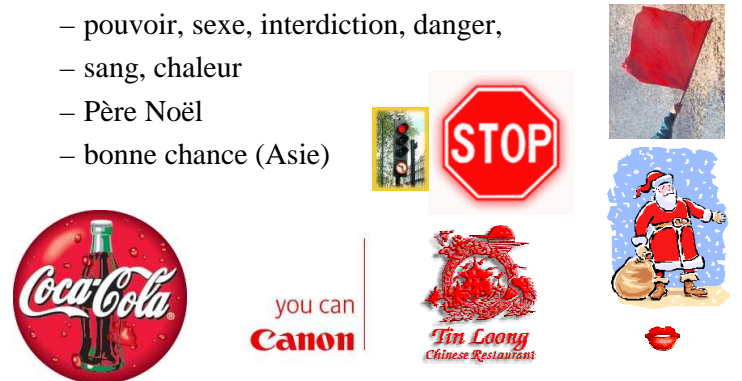 – pouvoir, sexe, interdiction, danger,
– sang, chaleur
– Père Noël
– bonne chance (Asie)
STOP
Coca-Cola
you can
Canon
Tin Loong
Chinese Restaurant